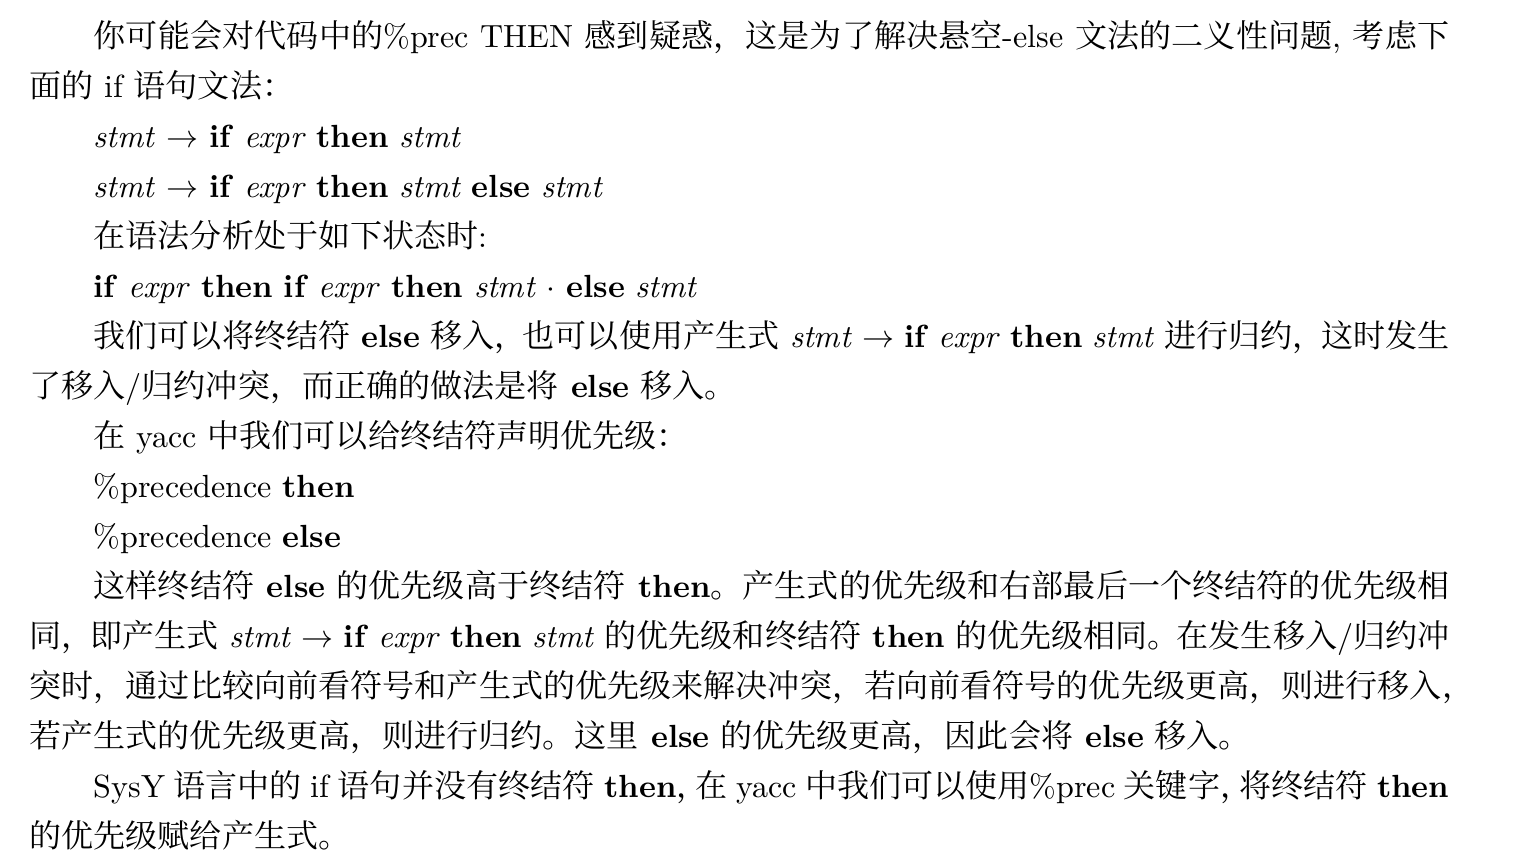 你可能会对代码中的%prec THEN 感到疑惑，这是为了解决悬空-else 文法的二义性问题, 考虑下
面的 if 语句文法：
stmt → if expr then stmt
stmt → if expr then stmt else stmt
在语法分析处于如下状态时:
if expr then if expr then stmt · else stmt
我们可以将终结符 else 移入，也可以使用产生式 stmt → if expr then stmt 进行归约，这时发生
了移入/归约冲突，而正确的做法是将 else 移入。
在 yacc 中我们可以给终结符声明优先级：
%precedence then
%precedence else
这样终结符 else 的优先级高于终结符 then。产生式的优先级和右部最后一个终结符的优先级相
同，即产生式 stmt → if expr then stmt 的优先级和终结符 then 的优先级相同。在发生移入/归约冲
突时，通过比较向前看符号和产生式的优先级来解决冲突，若向前看符号的优先级更高，则进行移入，
若产生式的优先级更高，则进行归约。这里 else 的优先级更高，因此会将 else 移入。
SysY 语言中的 if 语句并没有终结符 then, 在 yacc 中我们可以使用%prec 关键字, 将终结符 then
的优先级赋给产生式。